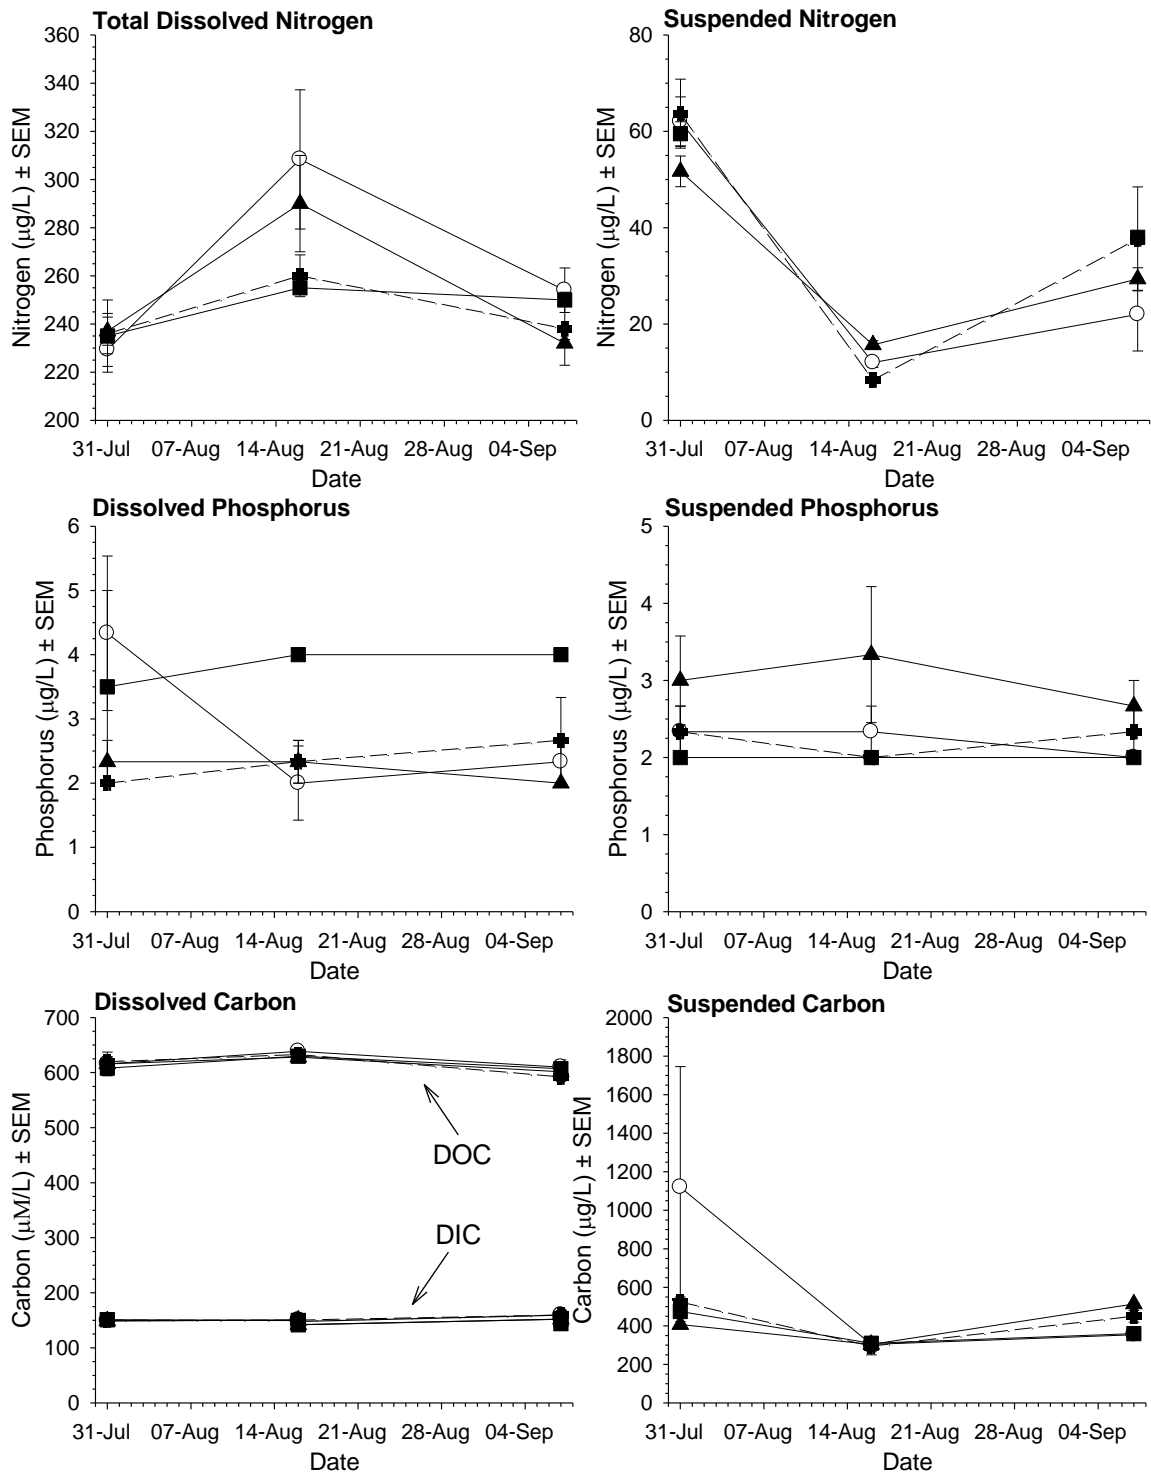 Total Dissolved Nitrogen
Nitrogen (µg/L) ± SEM
360
340
320
300
280
260
240
220
200
31-Jul 07-Aug 14-Aug 21-Aug 28-Aug 04-Sep
Date
Suspended Nitrogen
Nitrogen (µg/L) ± SEM
80
60
40
20
0
31-Jul 07-Aug 14-Aug 21-Aug 28-Aug 04-Sep
Date
Dissolved Phosphorus
Phosphorus (µg/L) ± SEM
6
5
4
3
2
1
0
31-Jul 07-Aug 14-Aug 21-Aug 28-Aug 04-Sep
Date
Suspended Phosphorus
Phosphorus (µg/L) ± SEM
5
4
3
2
1
0
31-Jul 07-Aug 14-Aug 21-Aug 28-Aug 04-Sep
Date
Dissolved Carbon
Carbon (µM/L) ± SEM
700
600
500
400
300
200
100
0
DOC
DIC
31-Jul 07-Aug 14-Aug 21-Aug 28-Aug 04-Sep
Date
Suspended Carbon
Carbon (µg/L) ± SEM
2000
1800
1600
1400
1200
1000
800
600
400
200
0
31-Jul 07-Aug 14-Aug 21-Aug 28-Aug 04-Sep
Date